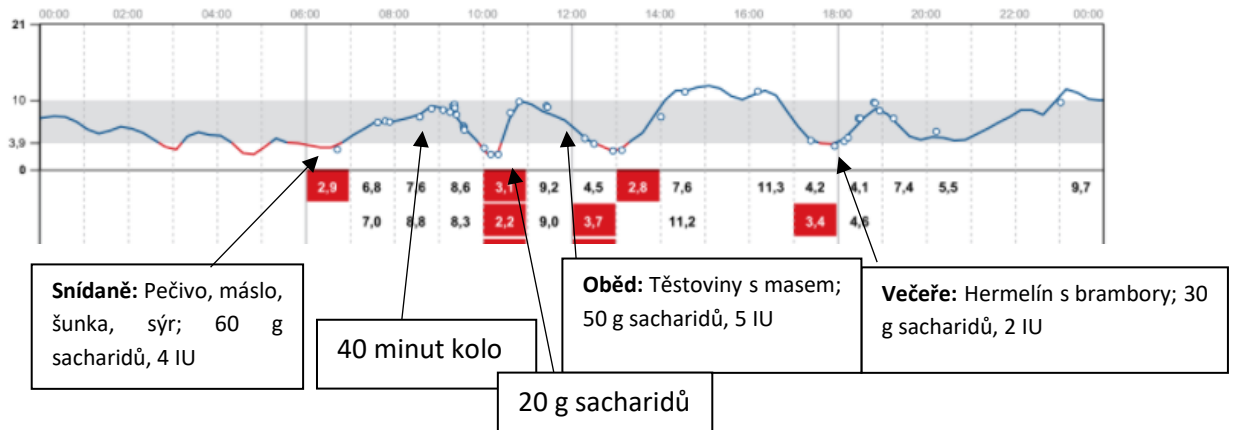 00:00 02:00 04:00 06:00 08:00 10:00 12:00 14:00 16:00 18:00 20:00 22:00 00:00
21
10
3,9
0
2,9 6,8 7,6 8,6 3,1 9,2 4,5 2,8 7,6 11,3 4,2 4,1 7,4 5,5 9,7
7,0 8,8 8,3 2,2 9,0 3,7 11,2 3,4 4,6
Snídaně: Pečivo, máslo,
šunka, sýr; 60 g
sacharidů, 4 IU
40 minut kolo
20 g sacharidů
Oběd: Těstoviny s masem;
50 g sacharidů, 5 IU
Večeře: Hermelín s brambory; 30
g sacharidů, 2 IU